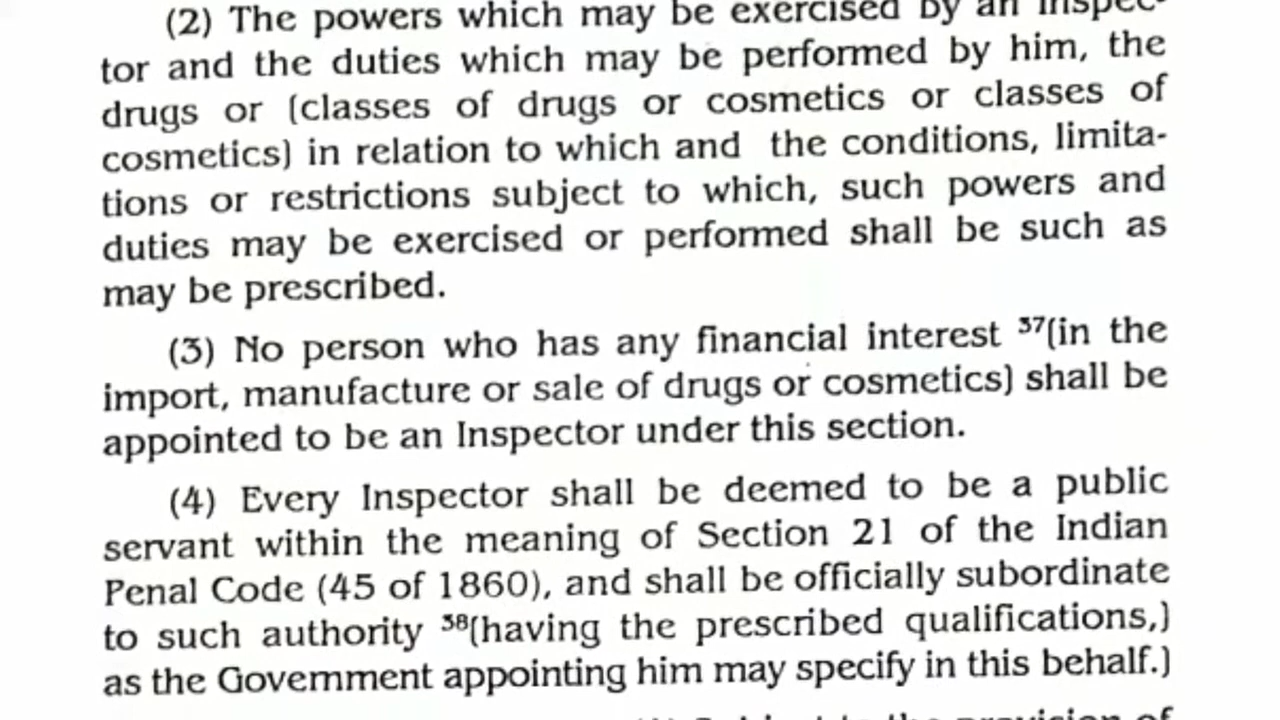 (2) The powers which may be exercised by an Inspec-
tor and the duties which may be performed by him, the
drugs or [classes of drugs or cosmetics or classes of
cosmetics] in relation to which and the conditions, limita-
tions or restrictions subject to which, such powers and
duties may be exercised or performed shall be such as
may be prescribed.
(3) No person who has any financial interest ³⁷[in the
import, manufacture or sale of drugs or cosmetics] shall be
appointed to be an Inspector under this section.
(4) Every Inspector shall be deemed to be a public
servant within the meaning of Section 21 of the Indian
Penal Code (45 of 1860), and shall be officially subordinate
to such authority ³⁸[having the prescribed qualifications,]
as the Government appointing him may specify in this behalf.]
the provision of